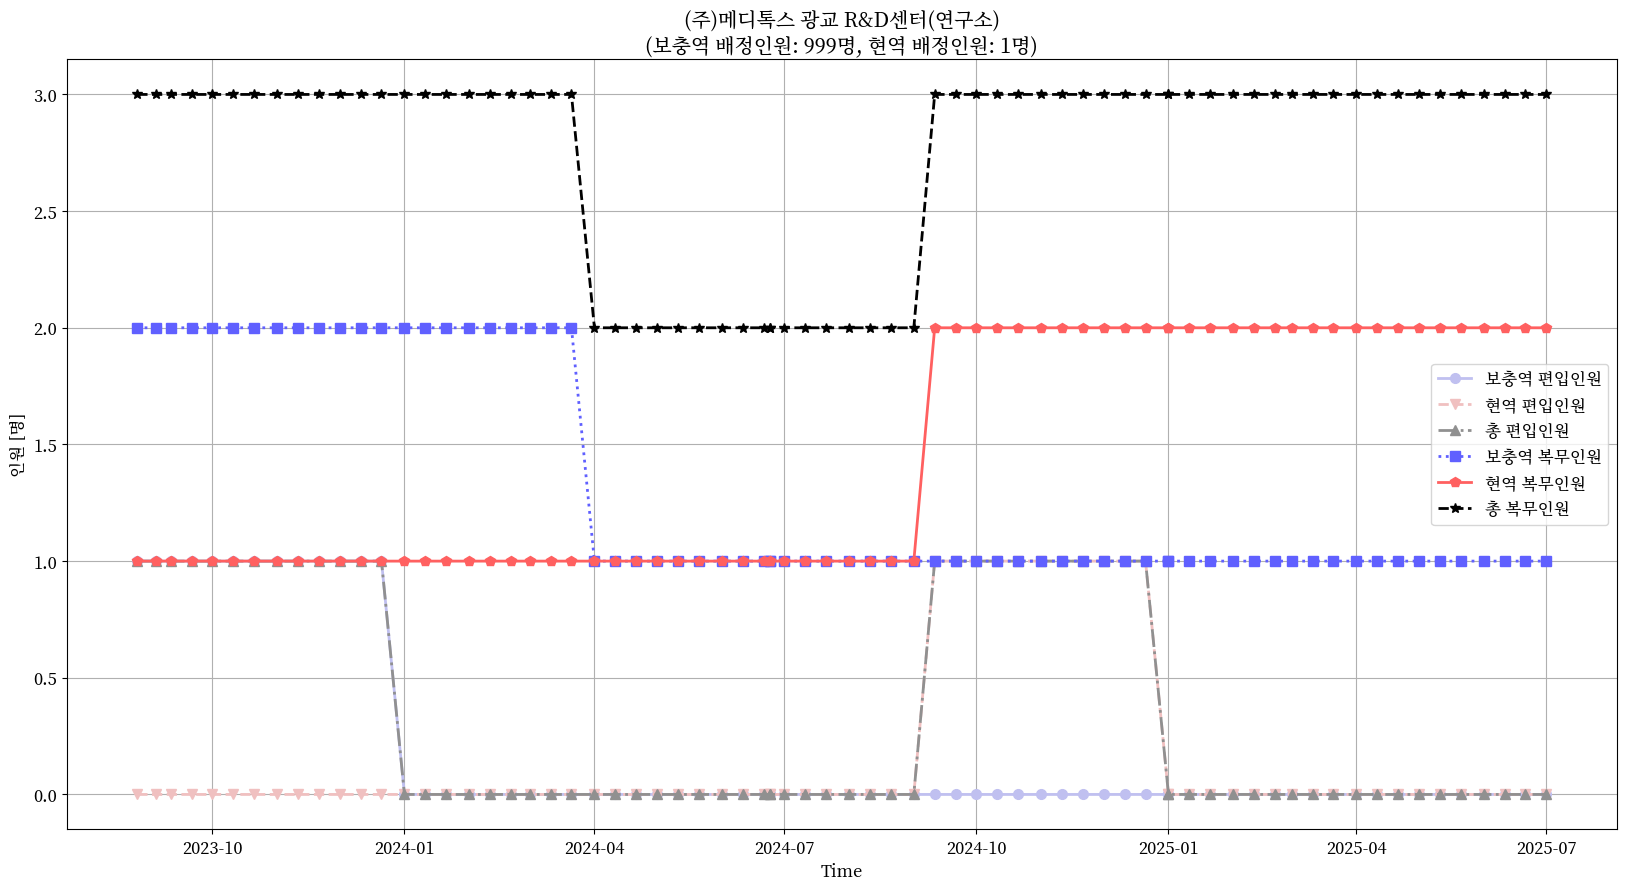 (주)메디톡스 광교 R&D센터(연구소)
(보충역 배정인원: 999명, 현역 배정인원: 1명)
3.0
2.5
2.0
1.5
1.0
0.5
0.0
인원 [명]
보충역 편입인원
현역 편입인원
총 편입인원
보충역 복무인원
현역 복무인원
총 복무인원
2023-10
2024-01
2024-04
2024-07
2024-10
2025-01
2025-04
2025-07
Time